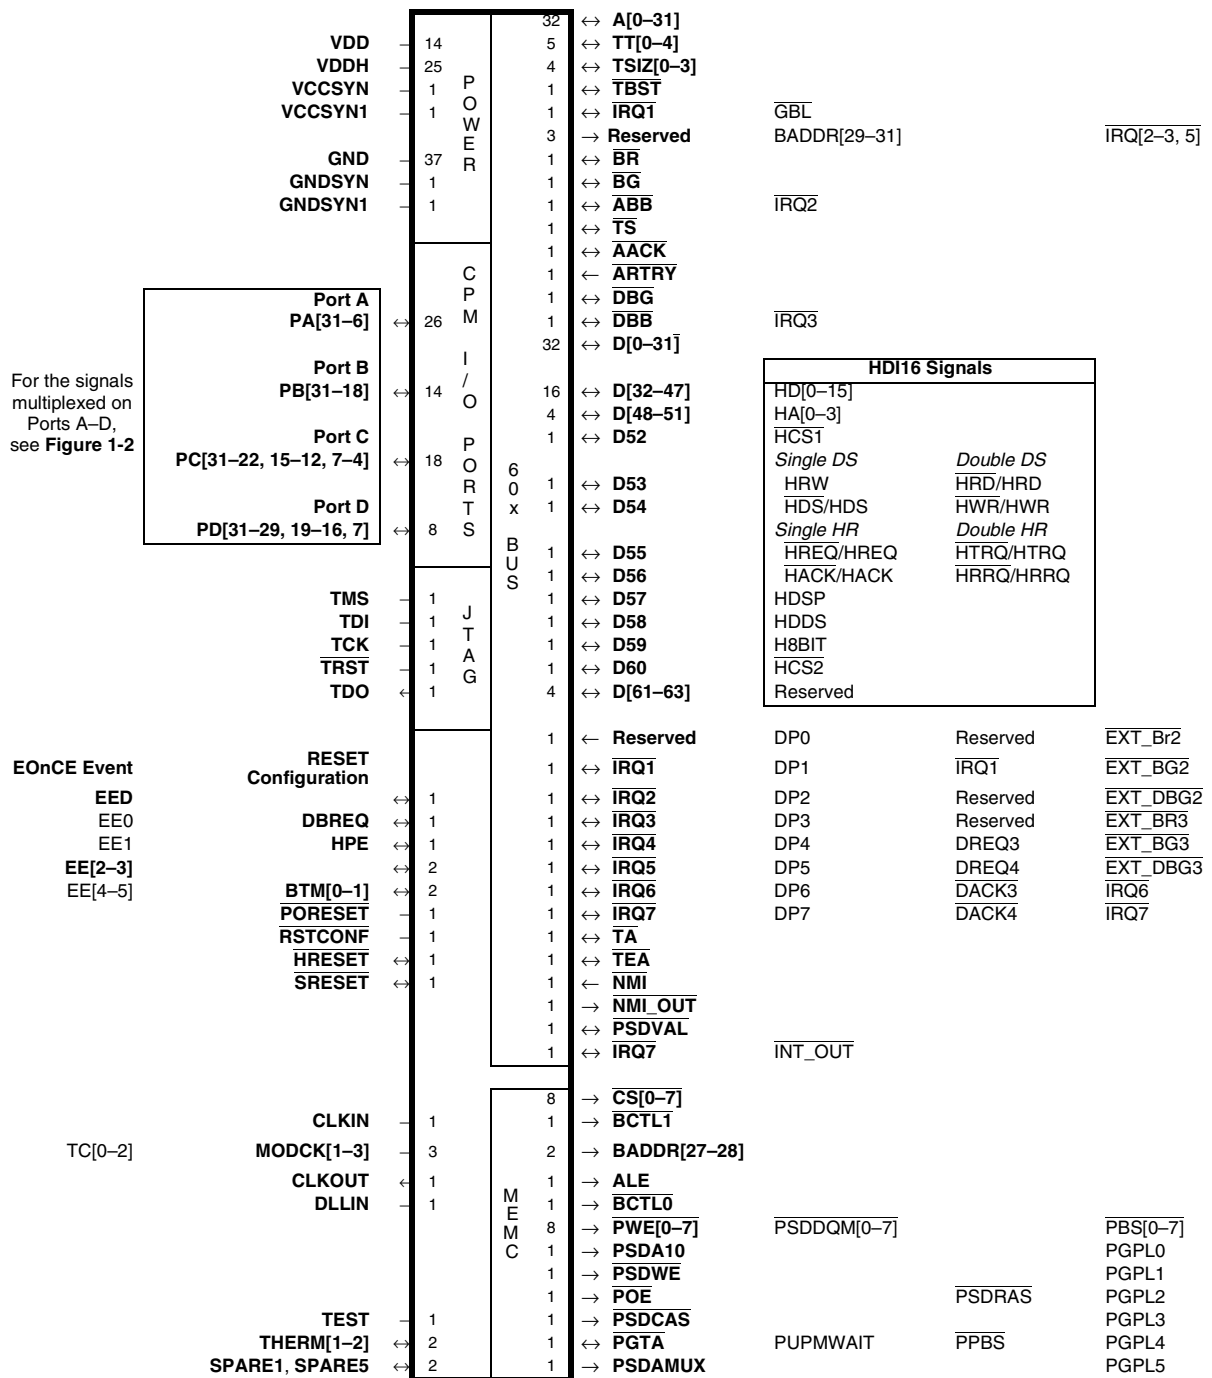 32 ↔ A[0–31]
VDD – 14 5 ↔ TT[0–4]
VDDH – 25 4 ↔ TSIZ[0–3]
VCCSYN – 1 1 ↔ TBST
VCCSYN1 – 1 1 ↔ IRQ1 GBL
3 → Reserved BADDR[29–31] IRQ[2–3, 5]
GND – 37 1 ↔ BR
GNDSYN – 1 1 ↔ BG
GNDSYN1 – 1 1 ↔ ABB IRQ2
POWER
1 ↔ TS
1 ↔ AACK
1 ← ARTRY
Port A 1 ↔ DBG
PA[31–6] ↔ 26 1 ↔ DBB IRQ3
32 ↔ D[0–31]
For the signals
multiplexed on
Ports A–D,
see Figure 1-2
CPM I/O PORTS
60x BUS
HDI16 Signals
Port B
PB[31–18] ↔ 14 16 ↔ D[32–47] HD[0–15]
4 ↔ D[48–51] HA[0–3]
Port C 1 ↔ D52 HCS1
PC[31–22, 15–12, 7–4] ↔ 18 Single DS Double DS
1 ↔ D53 HRW HRD/HRD
Port D 1 ↔ D54 HDS/HDS HWR/HWR
PD[31–29, 19–16, 7] ↔ 8 Single HR Double HR
1 ↔ D55 HREQ/HREQ HTRQ/HTRQ
1 ↔ D56 HACK/HACK HRRQ/HRRQ
TMS – 1 1 ↔ D57 HDSP
TDI – 1 1 ↔ D58 HDDS
TCK – 1 1 ↔ D59 H8BIT
TRST – 1 1 ↔ D60 HCS2
TDO ← 1 4 ↔ D[61–63] Reserved
JTAG
1 ← Reserved DP0 Reserved EXT_Br2
EOnCE Event RESET
Configuration 1 ↔ IRQ1 DP1 IRQ1 EXT_BG2
EED ↔ 1 1 ↔ IRQ2 DP2 Reserved EXT_DBG2
EE0 DBREQ ↔ 1 1 ↔ IRQ3 DP3 Reserved EXT_BR3
EE1 HPE ↔ 1 1 ↔ IRQ4 DP4 DREQ3 EXT_BG3
EE[2–3] ↔ 2 1 ↔ IRQ5 DP5 DREQ4 EXT_DBG3
EE[4–5] BTM[0–1] ↔ 2 1 ↔ IRQ6 DP6 DACK3 IRQ6
PORESET – 1 1 ↔ IRQ7 DP7 DACK4 IRQ7
RSTCONF – 1 1 ↔ TA
HRESET ↔ 1 1 ↔ TEA
SRESET ↔ 1 1 ← NMI
1 → NMI_OUT
1 ↔ PSDVAL
1 ↔ IRQ7 INT_OUT
8 → CS[0–7]
CLKIN – 1 1 → BCTL1
TC[0–2] MODCK[1–3] – 3 2 → BADDR[27–28]
CLKOUT ← 1 1 → ALE
DLLIN – 1 1 → BCTL0
MEMC
8 → PWE[0–7] PSDDQM[0–7] PBS[0–7]
1 → PSDA10 PGPL0
1 → PSDWE PGPL1
1 → POE PSDRAS PGPL2
TEST – 1 1 → PSDCAS PGPL3
THERM[1–2] ↔ 2 1 ↔ PGTA PUPMWAIT PPBS PGPL4
SPARE1, SPARE5 ↔ 2 1 → PSDAMUX PGPL5